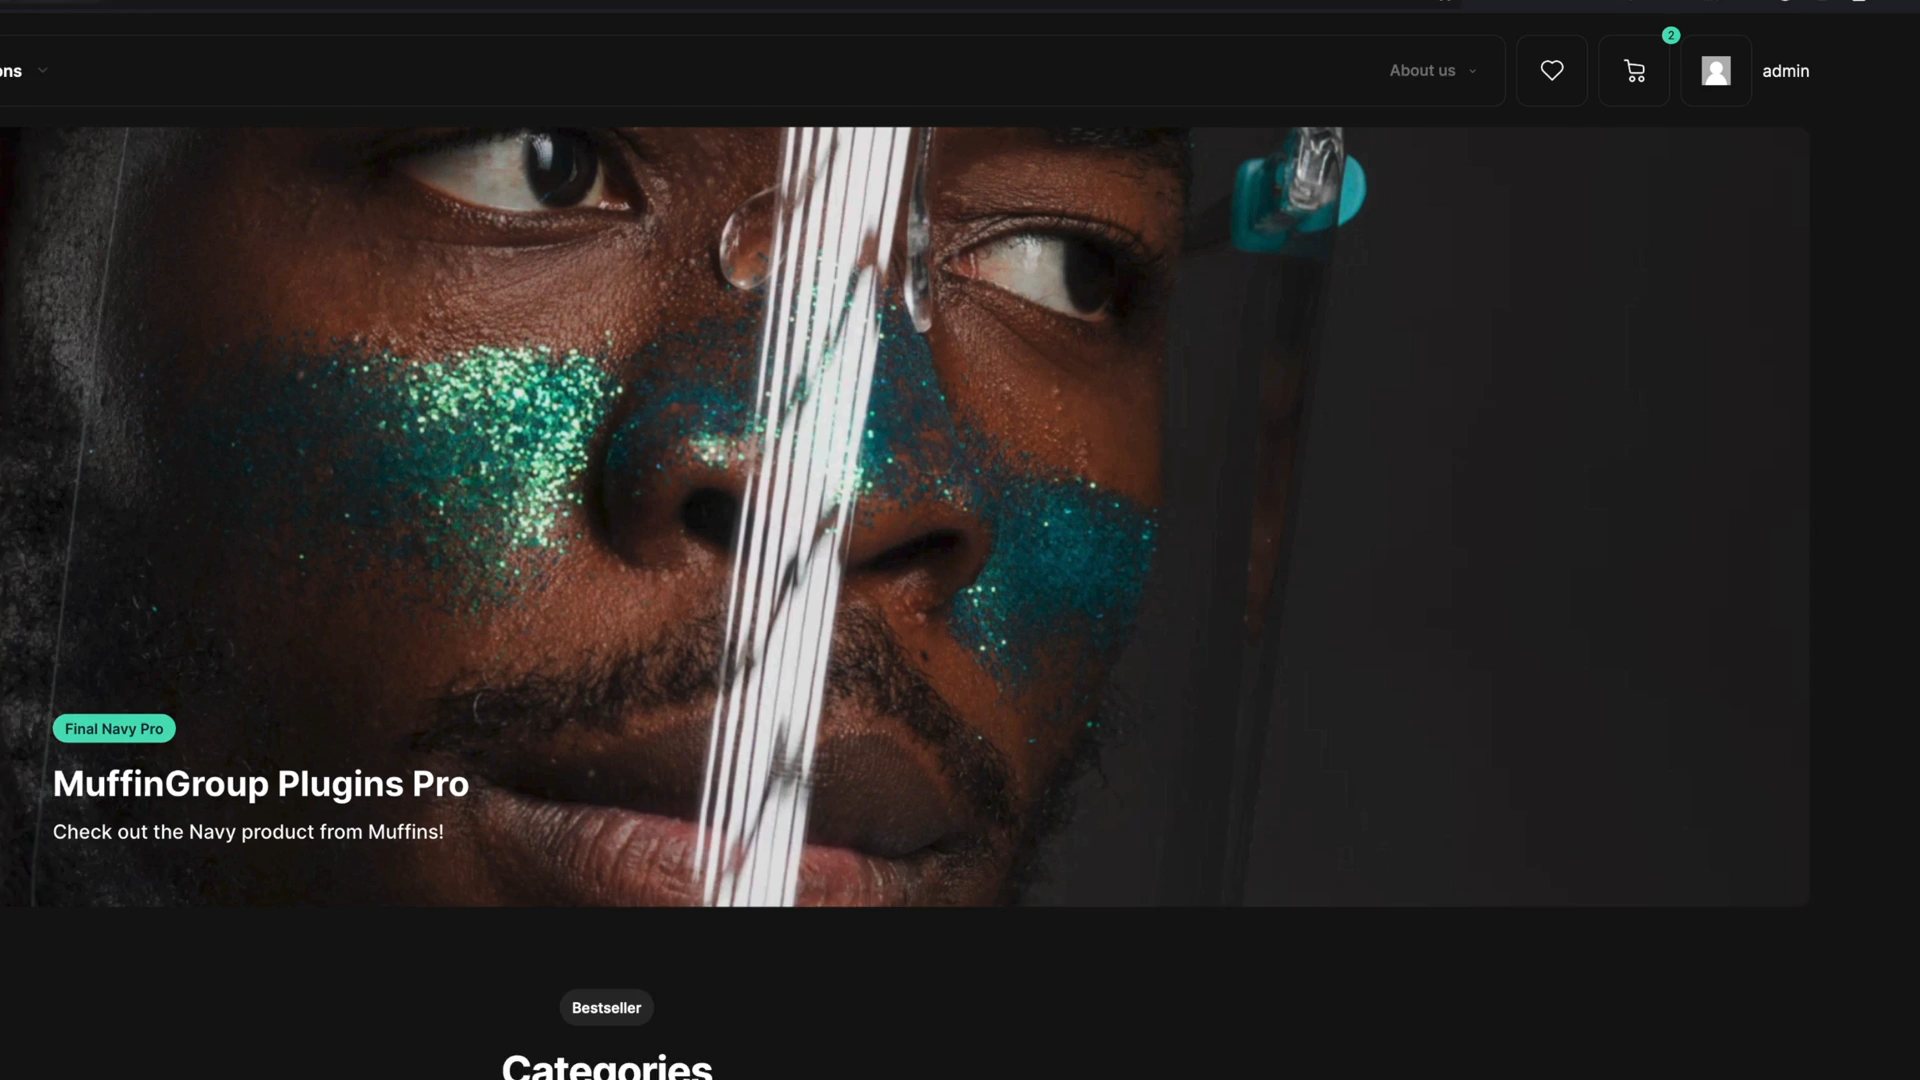 ons
About us
2
admin
Final Navy Pro
MuffinGroup Plugins Pro
Check out the Navy product from Muffins!
Bestseller
Categories